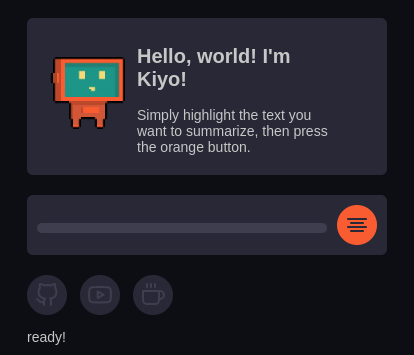 Hello, world! I'm
Kiyo!
Simply highlight the text you
want to summarize, then press
the orange button.
ready!